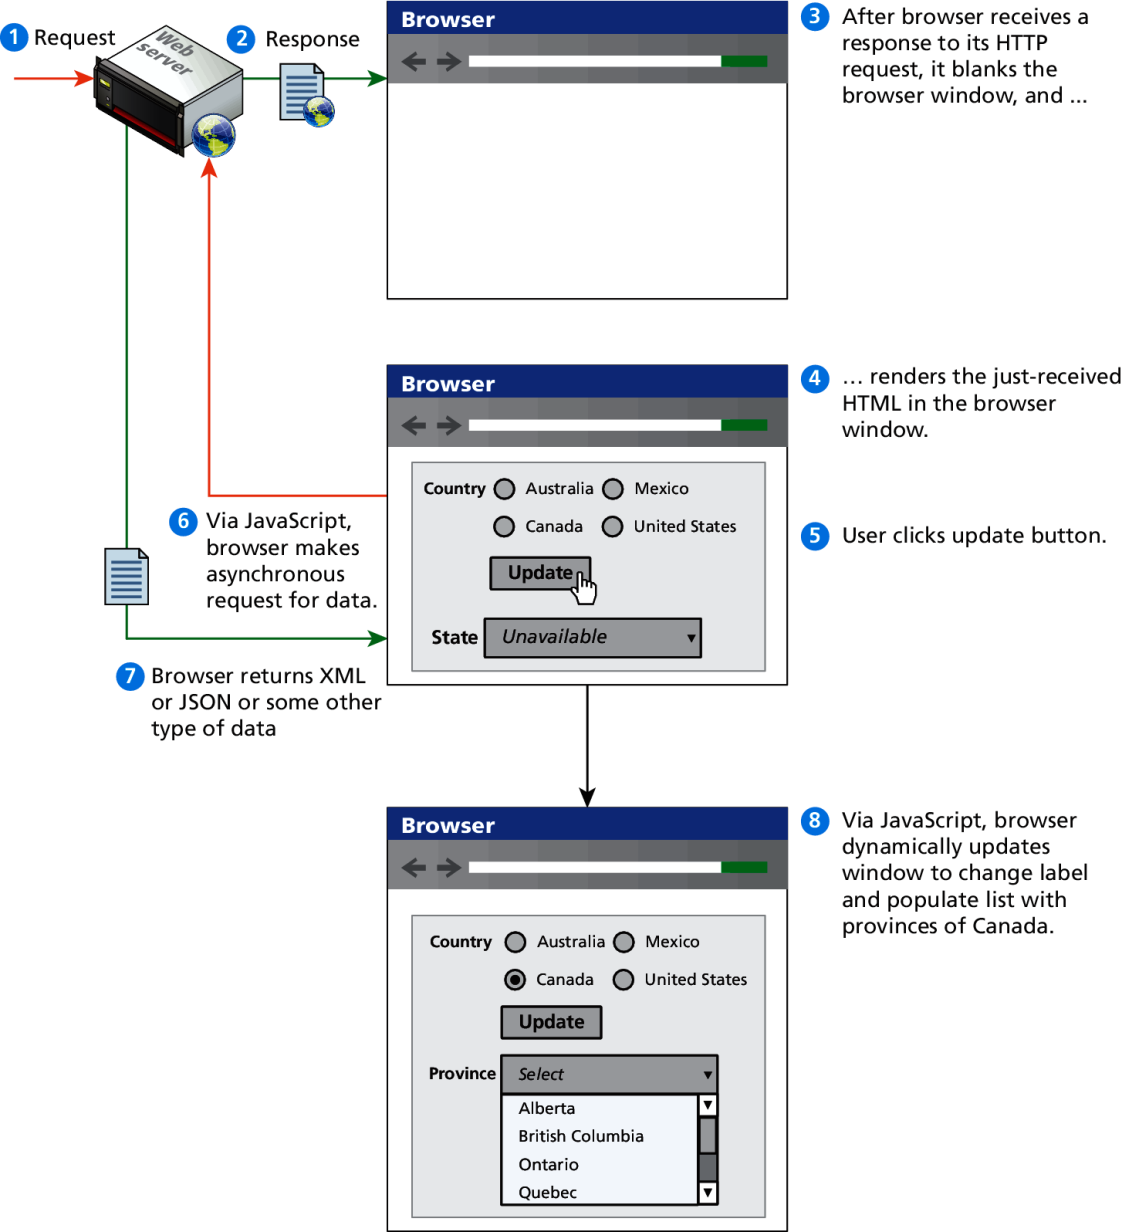 1 Request
Web
server
2 Response
Browser
3 After browser receives a
response to its HTTP
request, it blanks the
browser window, and ...
Browser
4 ... renders the just-received
HTML in the browser
window.
Country Australia Mexico
Canada United States
Update
State Unavailable
5 User clicks update button.
6 Via JavaScript,
browser makes
asynchronous
request for data.
7 Browser returns XML
or JSON or some other
type of data
Browser
8 Via JavaScript, browser
dynamically updates
window to change label
and populate list with
provinces of Canada.
Country Australia Mexico
Canada United States
Update
Province Select
Alberta
British Columbia
Ontario
Quebec